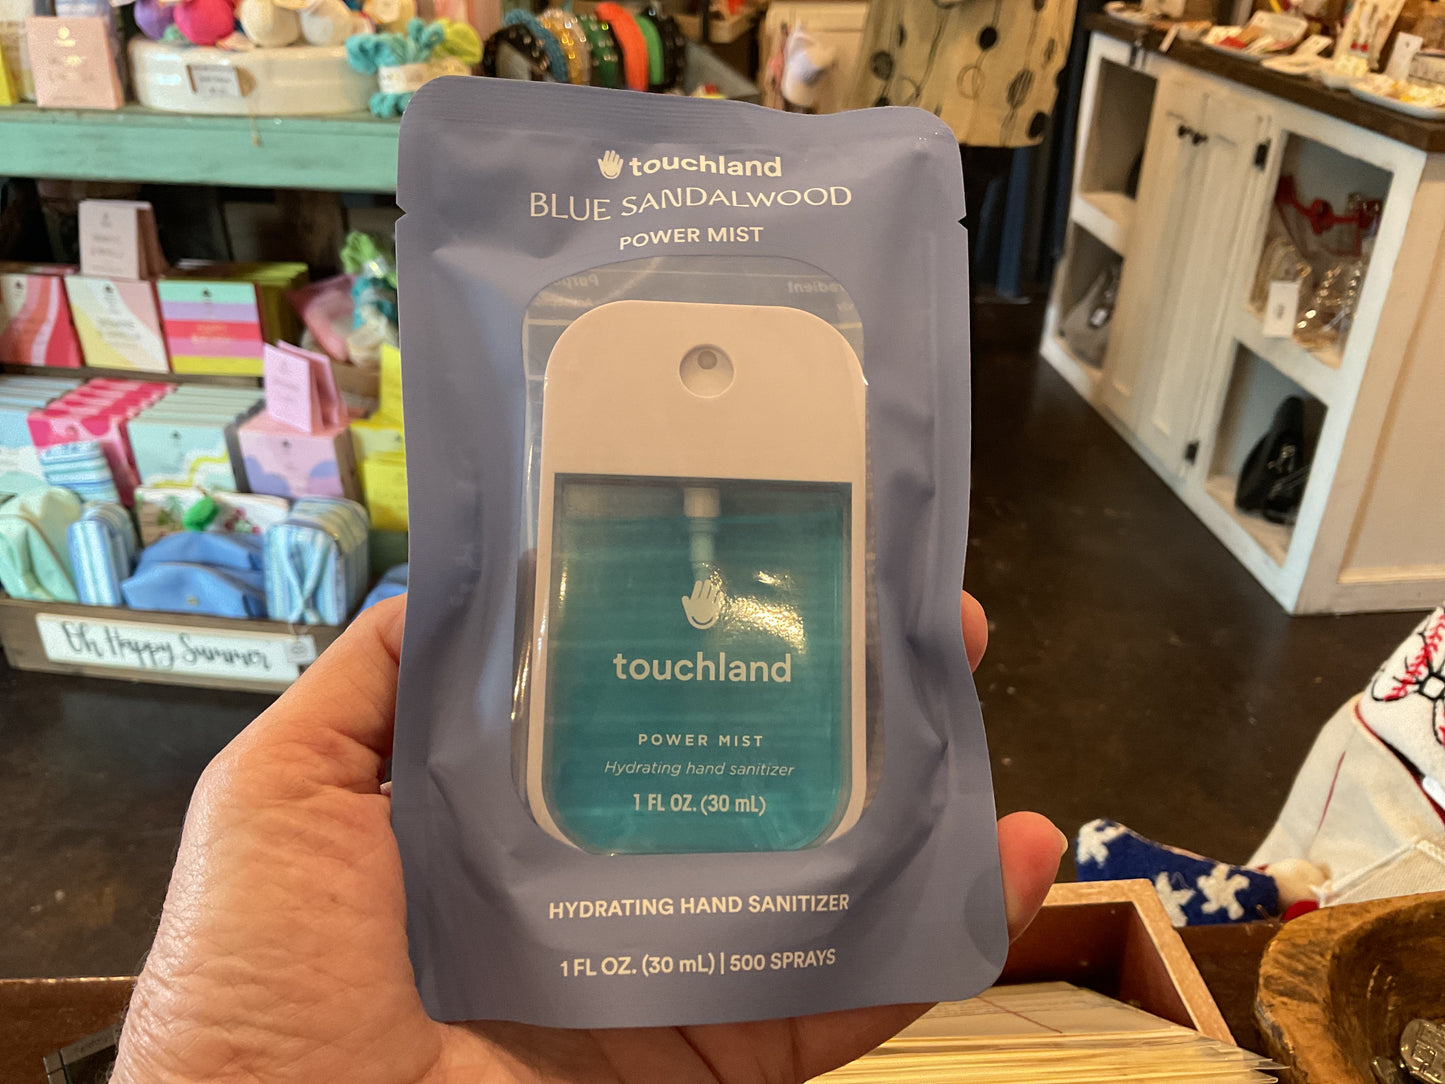 touchland
BLUE SANDALWOOD
POWER MIST
touchland
POWER MIST
Hydrating hand sanitizer
1 FL OZ. (30 mL)
HYDRATING HAND SANITIZER
1 FL OZ. (30 mL) | 500 SPRAYS
Oh Happy Summer